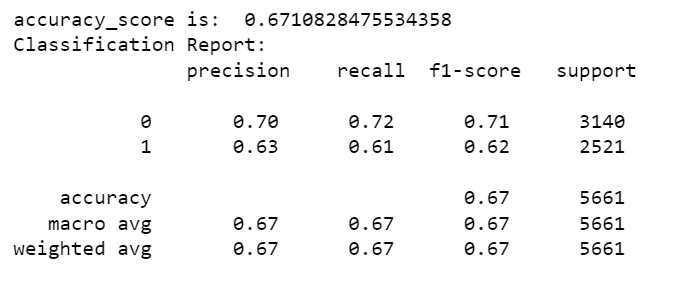 accuracy_score is:  0.6710828475534358
Classification Report:
precision recall f1-score support
0 0.70 0.72 0.71 3140
1 0.63 0.61 0.62 2521
accuracy 0.67 5661
macro avg 0.67 0.67 0.67 5661
weighted avg 0.67 0.67 0.67 5661